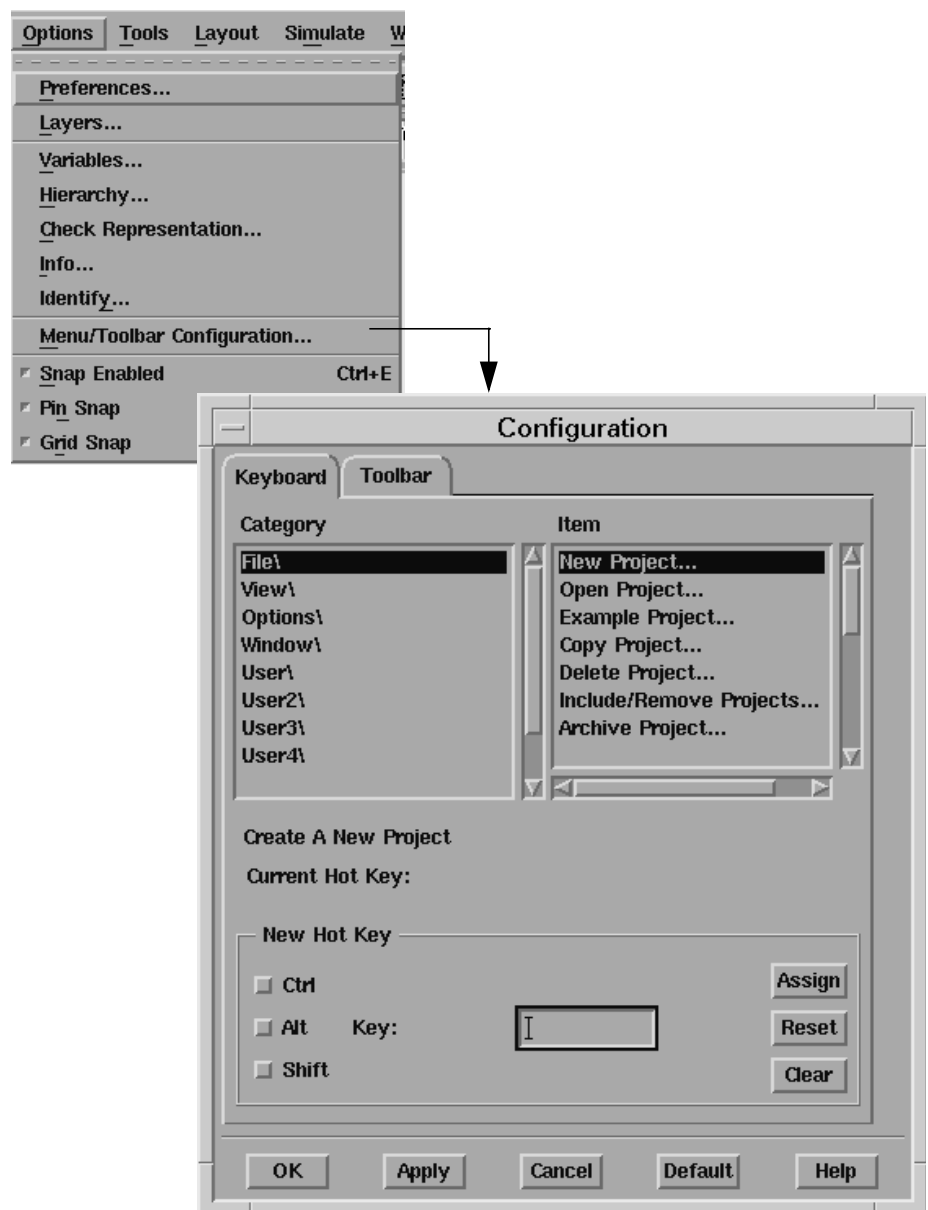 Options Tools Layout Simulate W
Preferences...
Layers...
Variables...
Hierarchy...
Check Representation...
Info...
Identify...
Menu/Toolbar Configuration...
Snap Enabled Ctrl+E
Pin Snap
Grid Snap
Configuration
Keyboard Toolbar
Category Item
File\ New Project...
View\ Open Project...
Options\ Example Project...
Window\ Copy Project...
User\ Delete Project...
User2\ Include/Remove Projects...
User3\ Archive Project...
User4\
Create A New Project
Current Hot Key:
New Hot Key
Ctrl Assign
Alt Key: Reset
Shift Clear
OK Apply Cancel Default Help